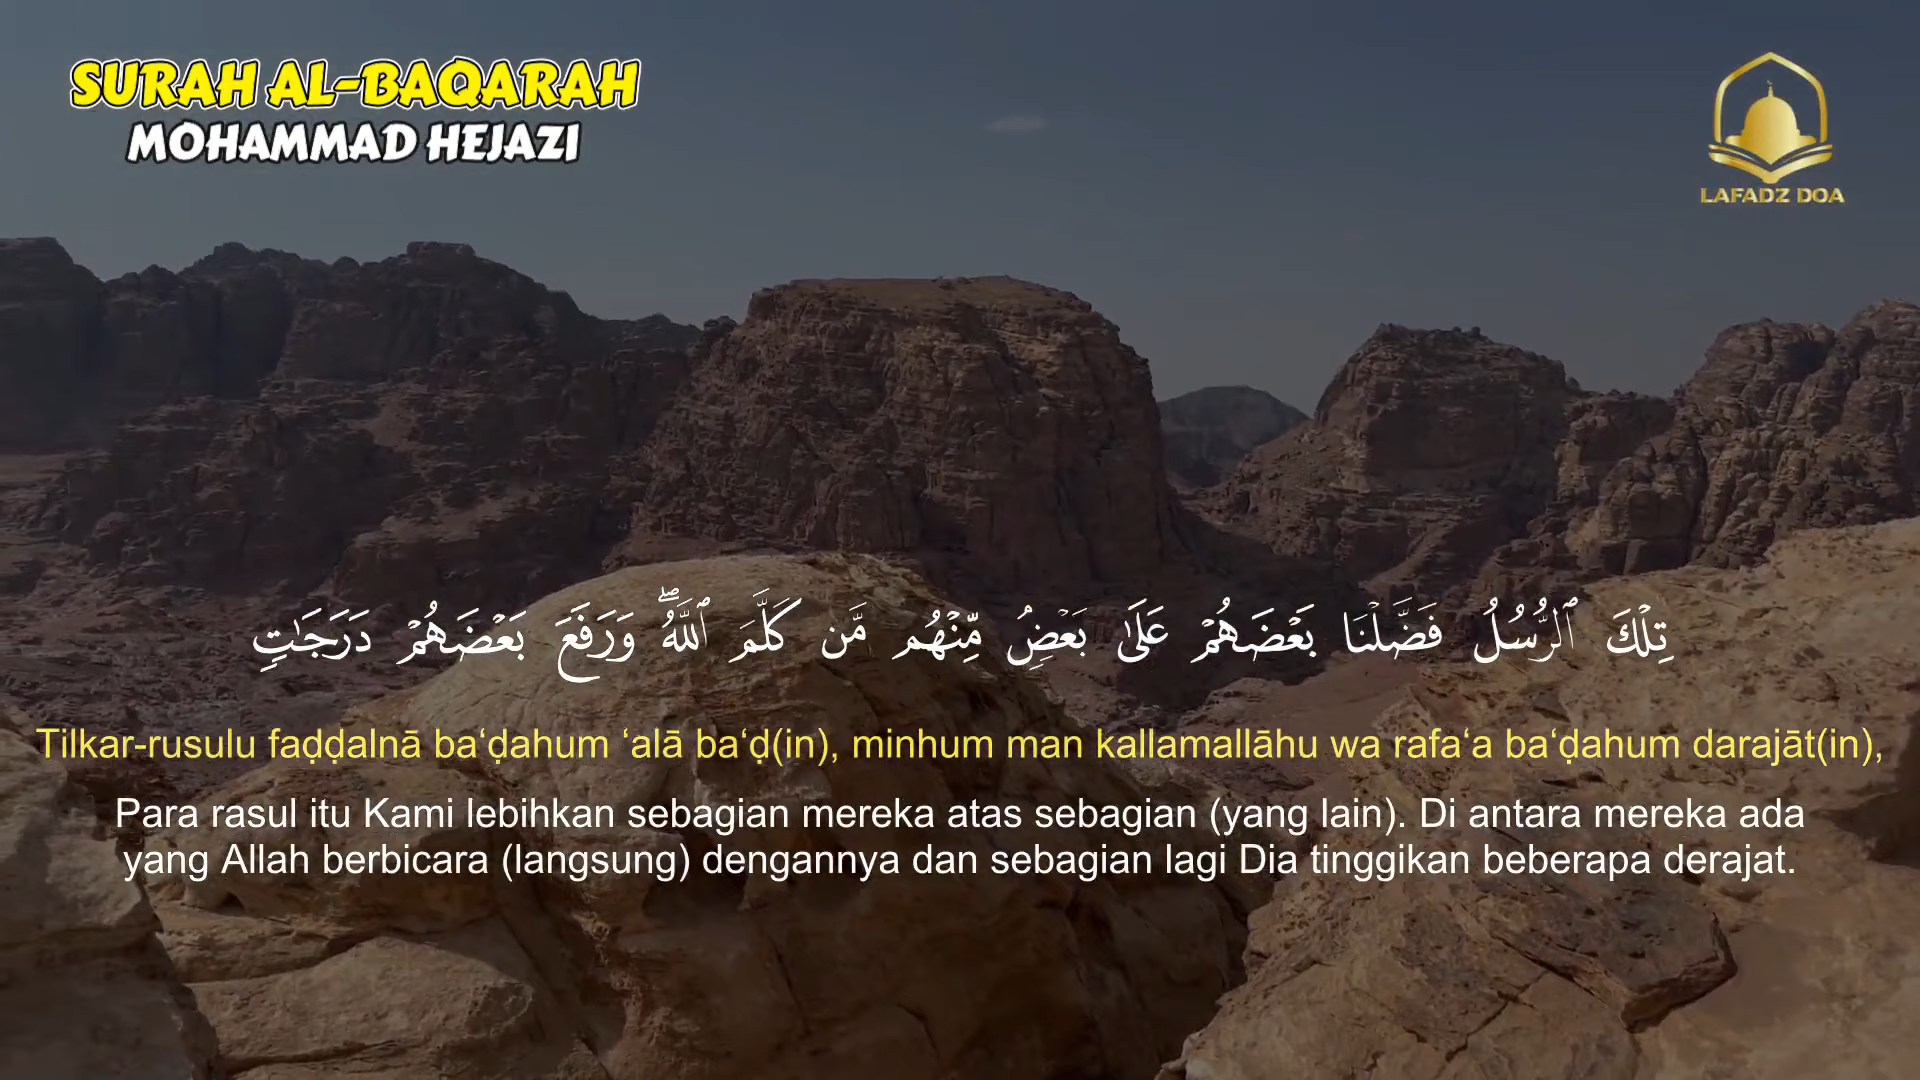 SURAH AL-BAQARAH
MOHAMMAD HEJAZI
LAFADZ DOA
تِلْكَ ٱلرُّسُلُ فَضَّلْنَا بَعْضَهُمْ عَلَىٰ بَعْضٍۢ مِّنْهُم مَّن كَلَّمَ ٱللَّهُ ۖ وَرَفَعَ بَعْضَهُمْ دَرَجَـٰتٍ
Tilkar-rusulu faḍḍalnā ba‘ḍahum ‘alā ba‘ḍ(in), minhum man kallamallāhu wa rafa‘a ba‘ḍahum darajāt(in),
Para rasul itu Kami lebihkan sebagian mereka atas sebagian (yang lain). Di antara mereka ada
yang Allah berbicara (langsung) dengannya dan sebagian lagi Dia tinggikan beberapa derajat.